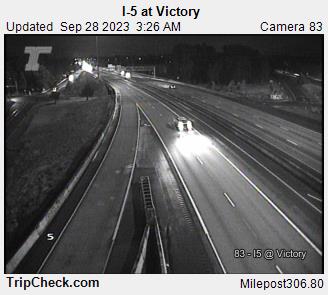 I-5 at Victory
Updated Sep 28 2023 3:26 AM Camera 83
T
S
83 - I5 @ Victory
TripCheck.com Milepost306.80